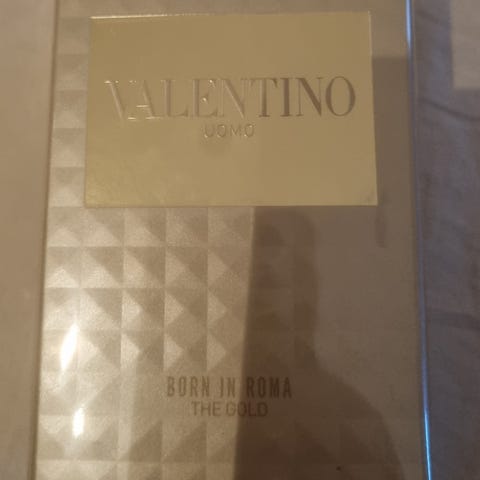 VALENTINO
UOMO
BORN IN ROMA
THE GOLD